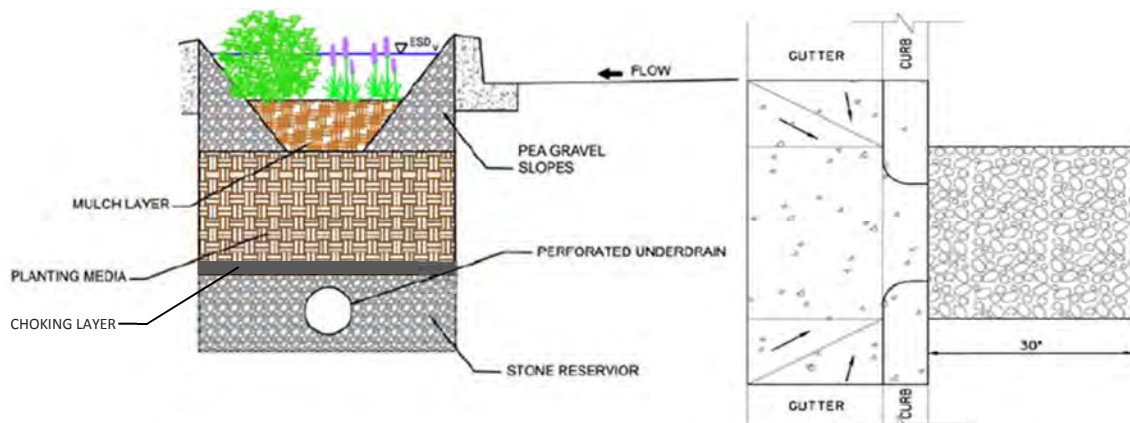 ESDv
FLOW
PEA GRAVEL
SLOPES
MULCH LAYER
PERFORATED UNDERDRAIN
PLANTING MEDIA
CHOKING LAYER
STONE RESERVIOR
GUTTER
CURB
30"
GUTTER
CURB